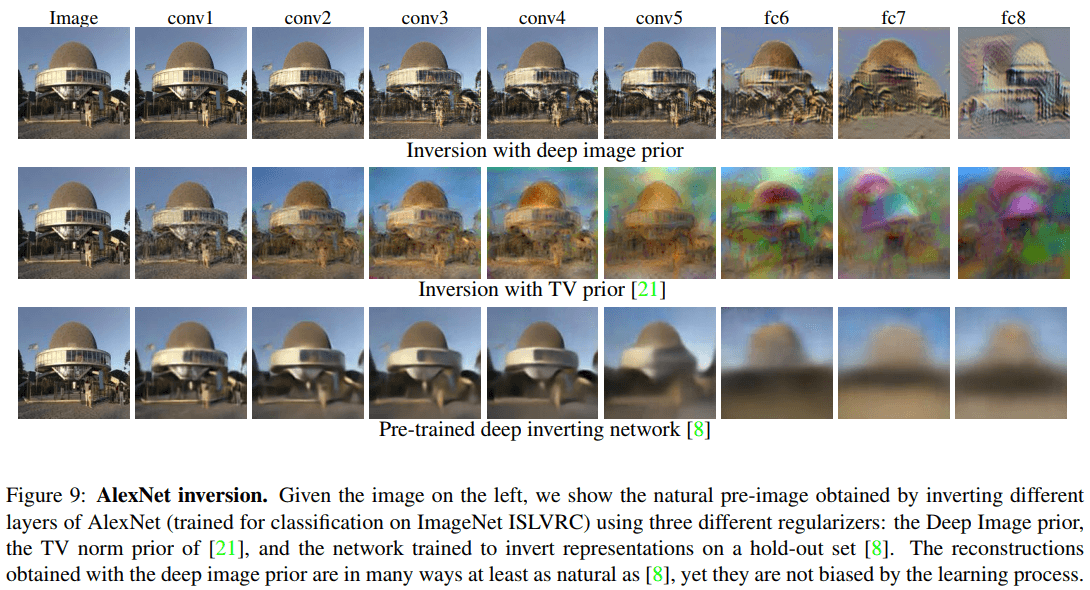 Image conv1 conv2 conv3 conv4 conv5 fc6 fc7 fc8
Inversion with deep image prior
Inversion with TV prior [21]
Pre-trained deep inverting network [8]
Figure 9: AlexNet inversion. Given the image on the left, we show the natural pre-image obtained by inverting different
layers of AlexNet (trained for classification on ImageNet ISLVRC) using three different regularizers: the Deep Image prior,
the TV norm prior of [21], and the network trained to invert representations on a hold-out set [8]. The reconstructions
obtained with the deep image prior are in many ways at least as natural as [8], yet they are not biased by the learning process.